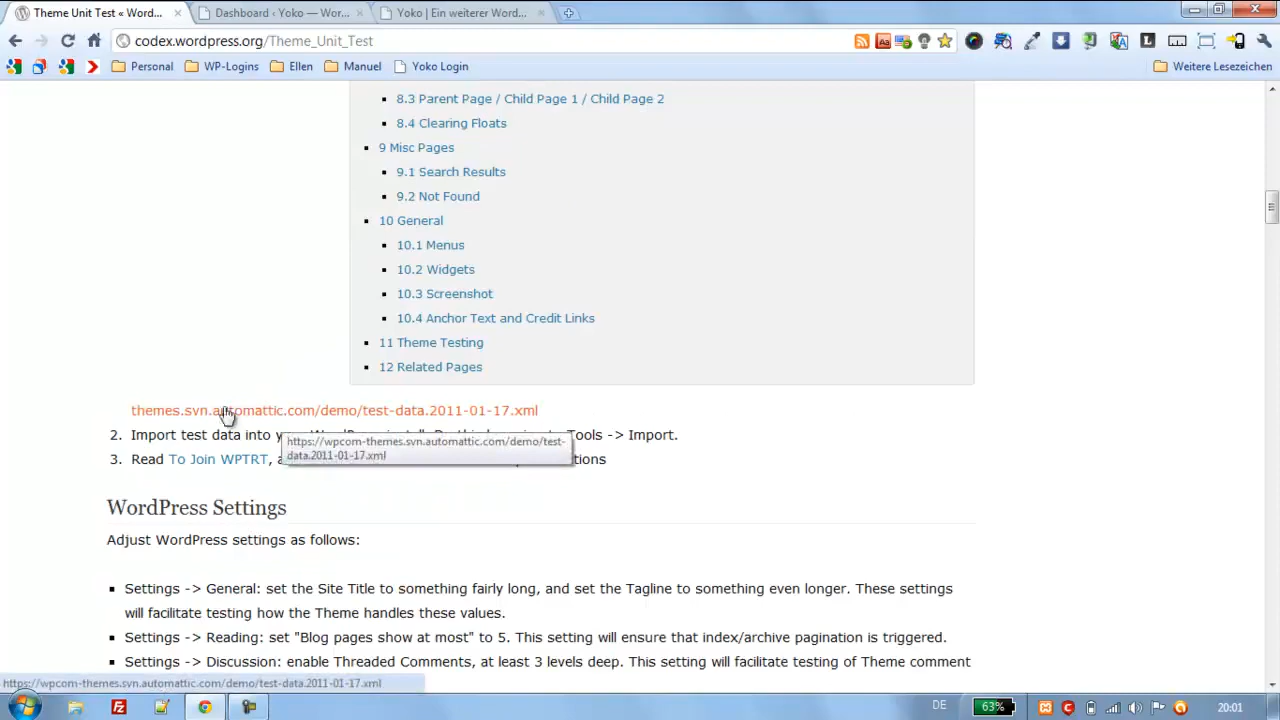 Theme Unit Test « Word...
Dashboard ‹ Yoko — Wor...
Yoko | Ein weiterer Word...
codex.wordpress.org/Theme_Unit_Test
Personal
WP-Logins
Ellen
Manuel
Yoko Login
Weitere Lesezeichen
8.3 Parent Page / Child Page 1 / Child Page 2
8.4 Clearing Floats
9 Misc Pages
9.1 Search Results
9.2 Not Found
10 General
10.1 Menus
10.2 Widgets
10.3 Screenshot
10.4 Anchor Text and Credit Links
11 Theme Testing
12 Related Pages
themes.svn.automattic.com/demo/test-data.2011-01-17.xml
2. Import test data into Tools -> Import.
https://wpcom-themes.svn.automattic.com/demo/test-
data.2011-01-17.xml
3. Read To Join WPTRT,
WordPress Settings
Adjust WordPress settings as follows:
Settings -> General: set the Site Title to something fairly long, and set the Tagline to something even longer. These settings
will facilitate testing how the Theme handles these values.
Settings -> Reading: set "Blog pages show at most" to 5. This setting will ensure that index/archive pagination is triggered.
Settings -> Discussion: enable Threaded Comments, at least 3 levels deep. This setting will facilitate testing of Theme comment
https://wpcom-themes.svn.automattic.com/demo/test-data.2011-01-17.xml
DE
63%
20:01